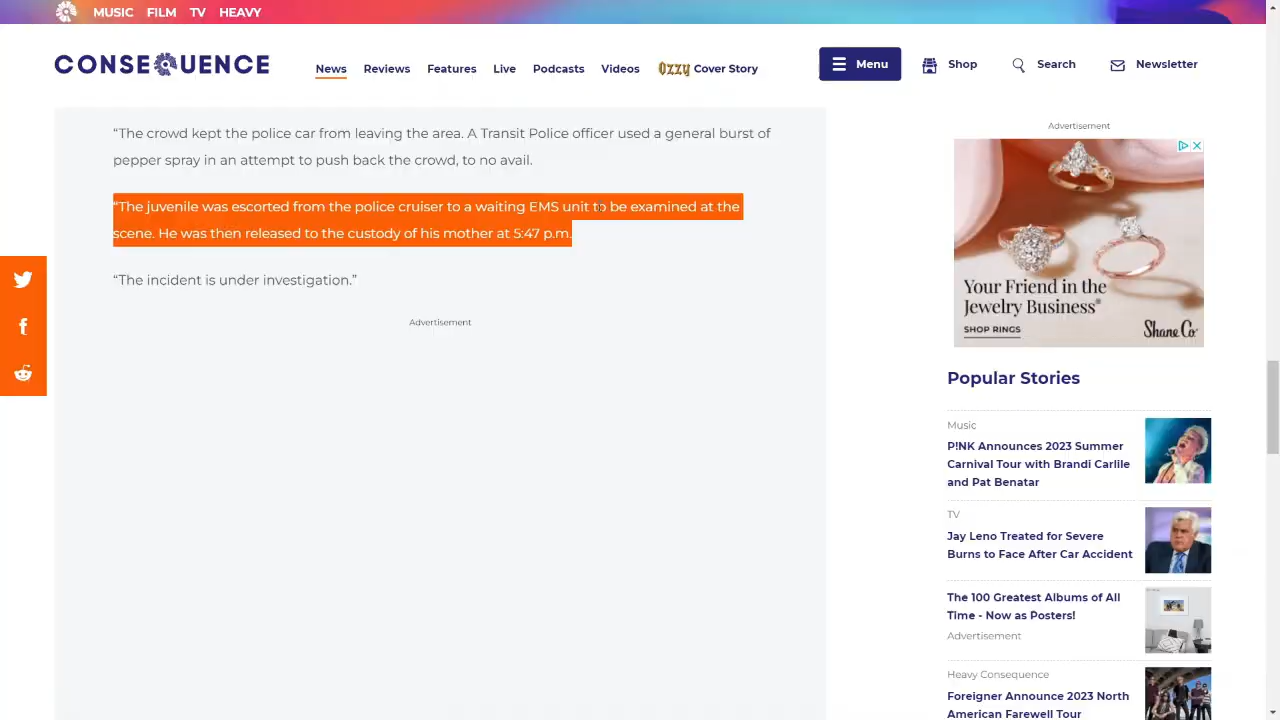 MUSIC FILM TV HEAVY
CONSEQUENCE
News Reviews Features Live Podcasts Videos Ozzy Cover Story
Menu Shop Search Newsletter
“The crowd kept the police car from leaving the area. A Transit Police officer used a general burst of
pepper spray in an attempt to push back the crowd, to no avail.
“The juvenile was escorted from the police cruiser to a waiting EMS unit to be examined at the
scene. He was then released to the custody of his mother at 5:47 p.m.
“The incident is under investigation.”
Advertisement
Advertisement
Your Friend in the
Jewelry Business®
SHOP RINGS
Shane Co.
Popular Stories
Music
P!NK Announces 2023 Summer
Carnival Tour with Brandi Carlile
and Pat Benatar
TV
Jay Leno Treated for Severe
Burns to Face After Car Accident
The 100 Greatest Albums of All
Time - Now as Posters!
Advertisement
Heavy Consequence
Foreigner Announce 2023 North
American Farewell Tour